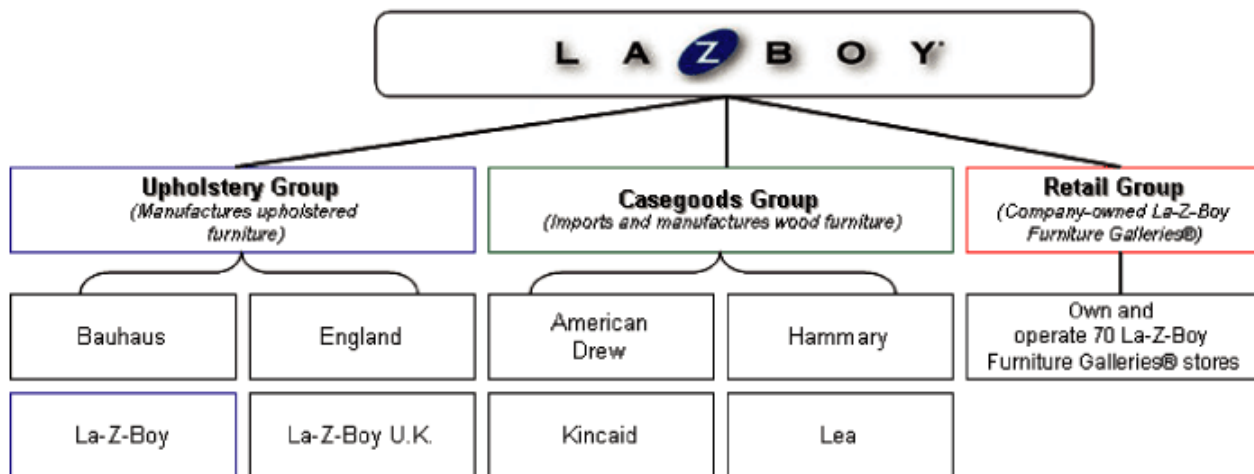 LAZBOY
Upholstery Group
(Manufactures upholstered
furniture)
Casegoods Group
(Imports and manufactures wood furniture)
Retail Group
(Company-owned La-Z-Boy
Furniture Galleries®)
Bauhaus
England
American
Drew
Hammary
Own and
operate 70 La-Z-Boy
Furniture Galleries® stores
La-Z-Boy
La-Z-Boy U.K.
Kincaid
Lea